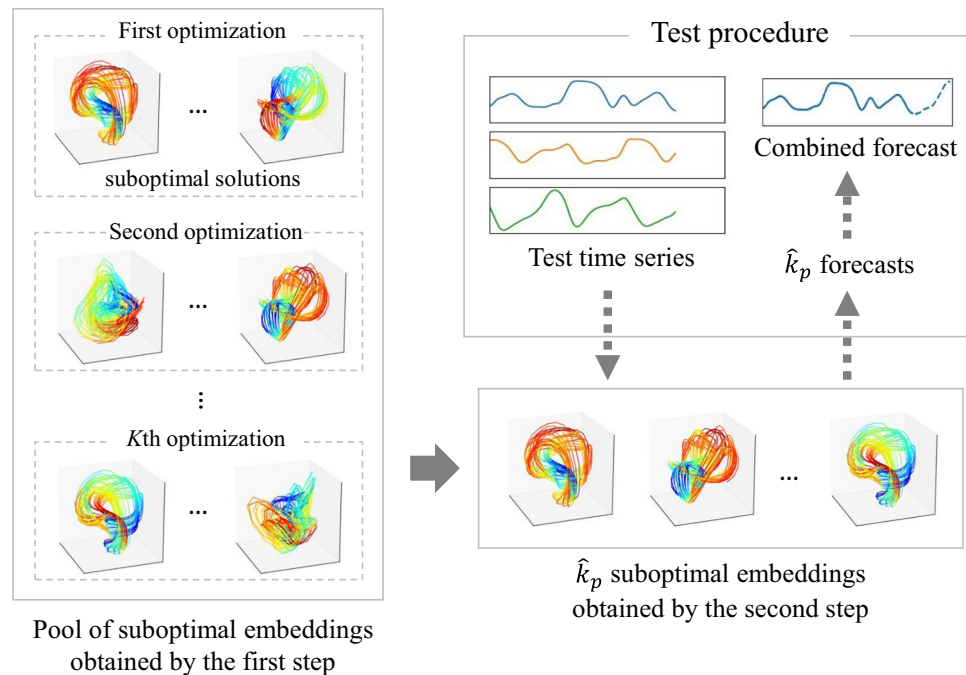 First optimization
...
suboptimal solutions
Second optimization
...
⋮
Kth optimization
...
Pool of suboptimal embeddings
obtained by the first step
Test procedure
Test time series
Combined forecast
k̂ₚ forecasts
...
k̂ₚ suboptimal embeddings
obtained by the second step